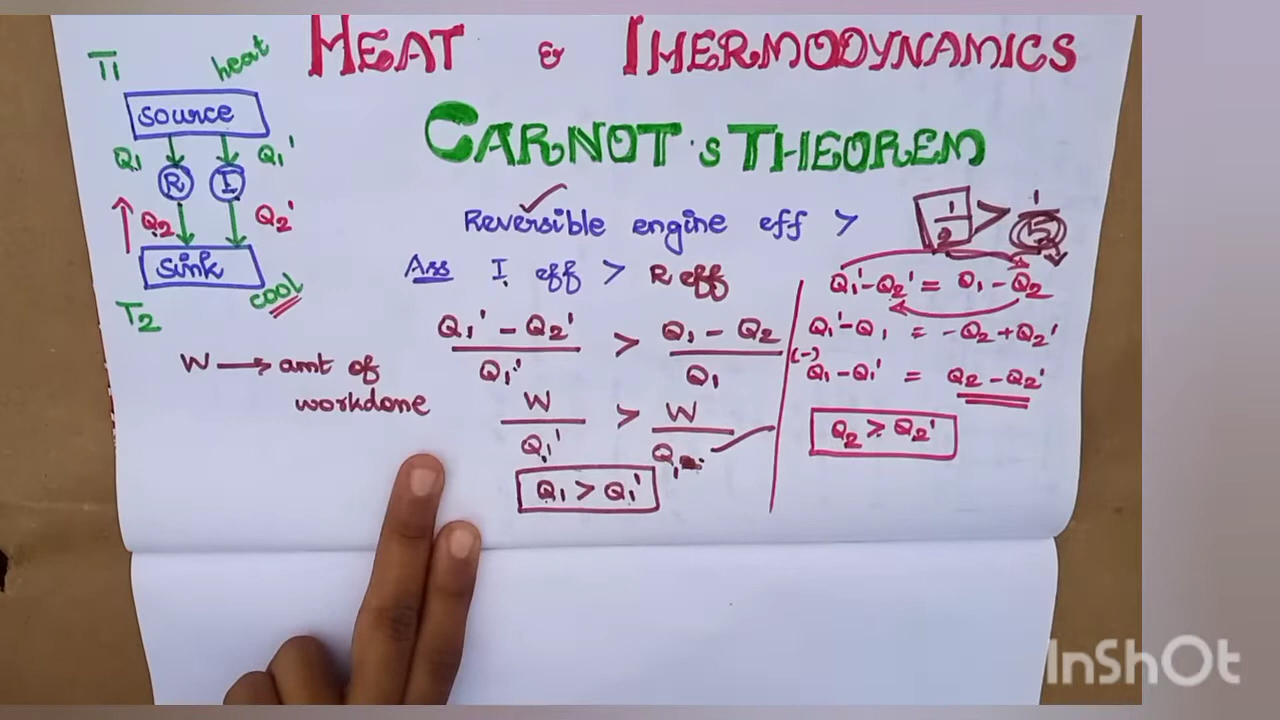 HEAT & THERMODYNAMICS
CARNOT'S THEOREM
T1 heat
source
Q1 Q1'
R I
Q2 Q2'
sink
T2 cool
W → amt of
workdone
Reversible engine eff >
1/2 > 1/5
Ass I eff > R eff
(Q1' - Q2')/Q1' > (Q1 - Q2)/Q1
W/Q1' > W/Q1
Q1 > Q1'
Q1' - Q2' = Q1 - Q2
Q1' - Q1 = -Q2 + Q2'
(-)
Q1 - Q1' = Q2 - Q2'
Q2 > Q2'
InShOt